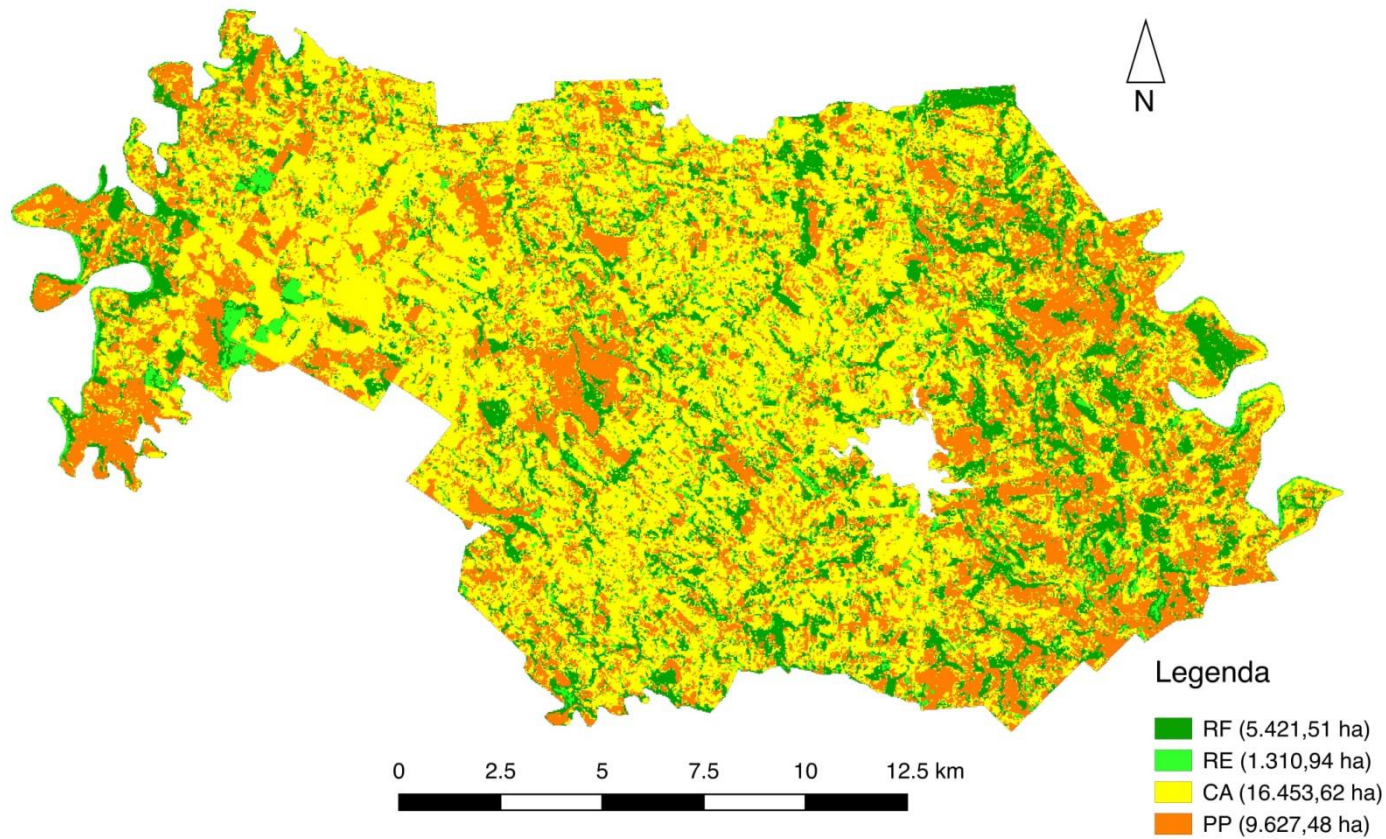 N
Legenda
RF (5.421,51 ha)
RE (1.310,94 ha)
CA (16.453,62 ha)
PP (9.627,48 ha)
0 2.5 5 7.5 10 12.5 km